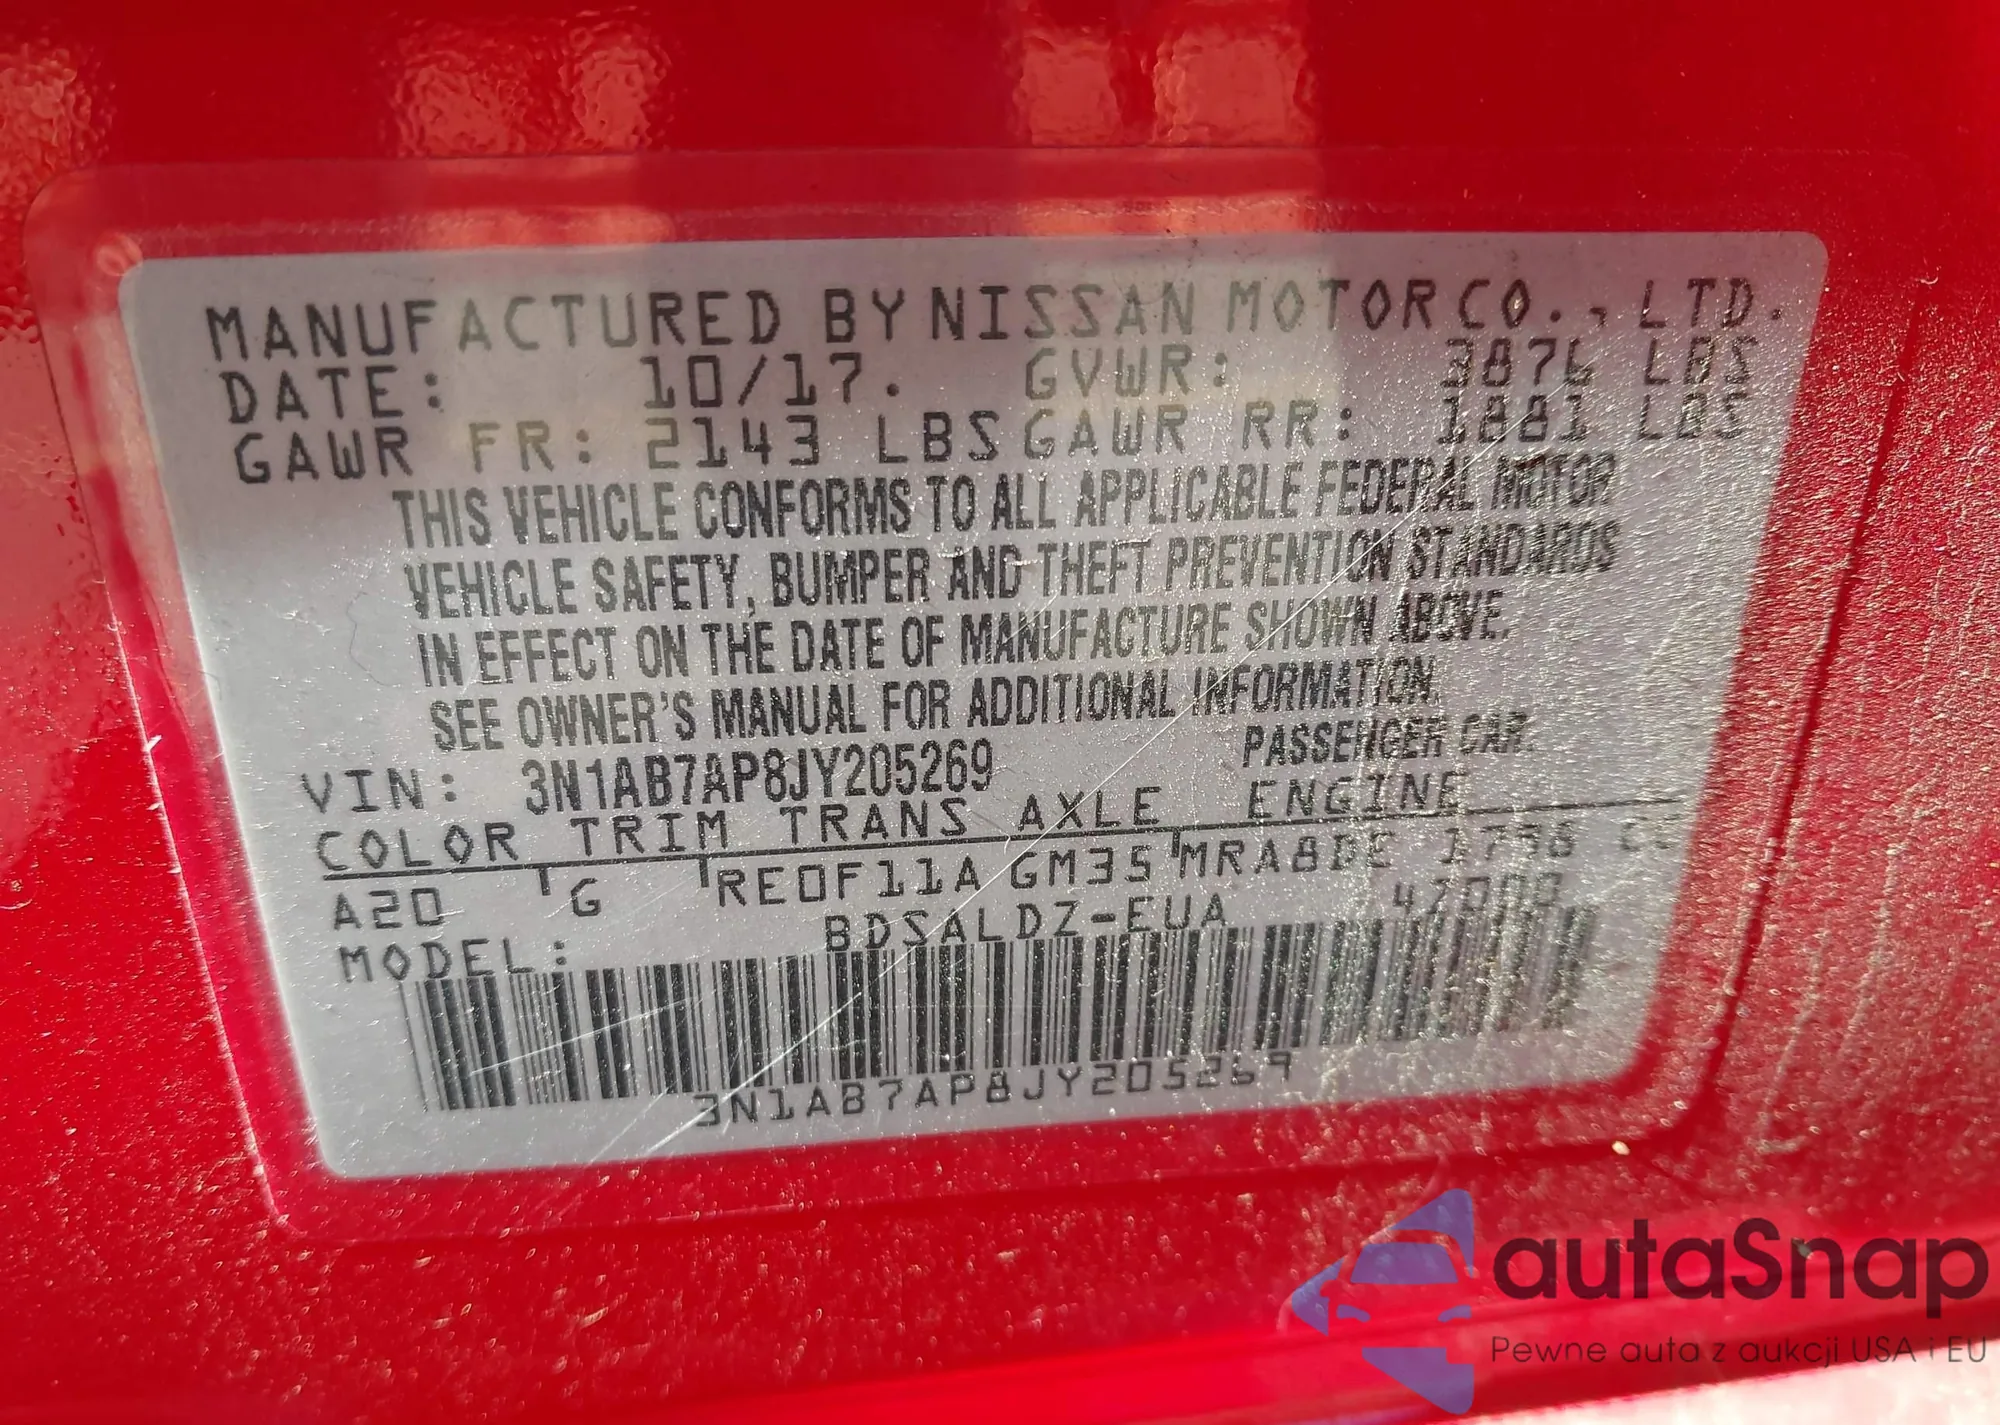 MANUFACTURED BY NISSAN MOTOR CO., LTD.
DATE: 10/17. GVWR: 3876 LBS
GAWR FR: 2143 LBS GAWR RR: 1881 LBS
THIS VEHICLE CONFORMS TO ALL APPLICABLE FEDERAL MOTOR
VEHICLE SAFETY, BUMPER AND THEFT PREVENTION STANDARDS
IN EFFECT ON THE DATE OF MANUFACTURE SHOWN ABOVE.
SEE OWNER'S MANUAL FOR ADDITIONAL INFORMATION.
VIN: 3N1AB7AP8JY205269 PASSENGER CAR.
COLOR TRIM TRANS AXLE ENGINE
A20 G RE0F11A GM35 MRA8DE 1798 CC
MODEL: BDSALDZ-EUA
3N1AB7AP8JY205269
autaSnap
Pewne auta z aukcji USA i EU